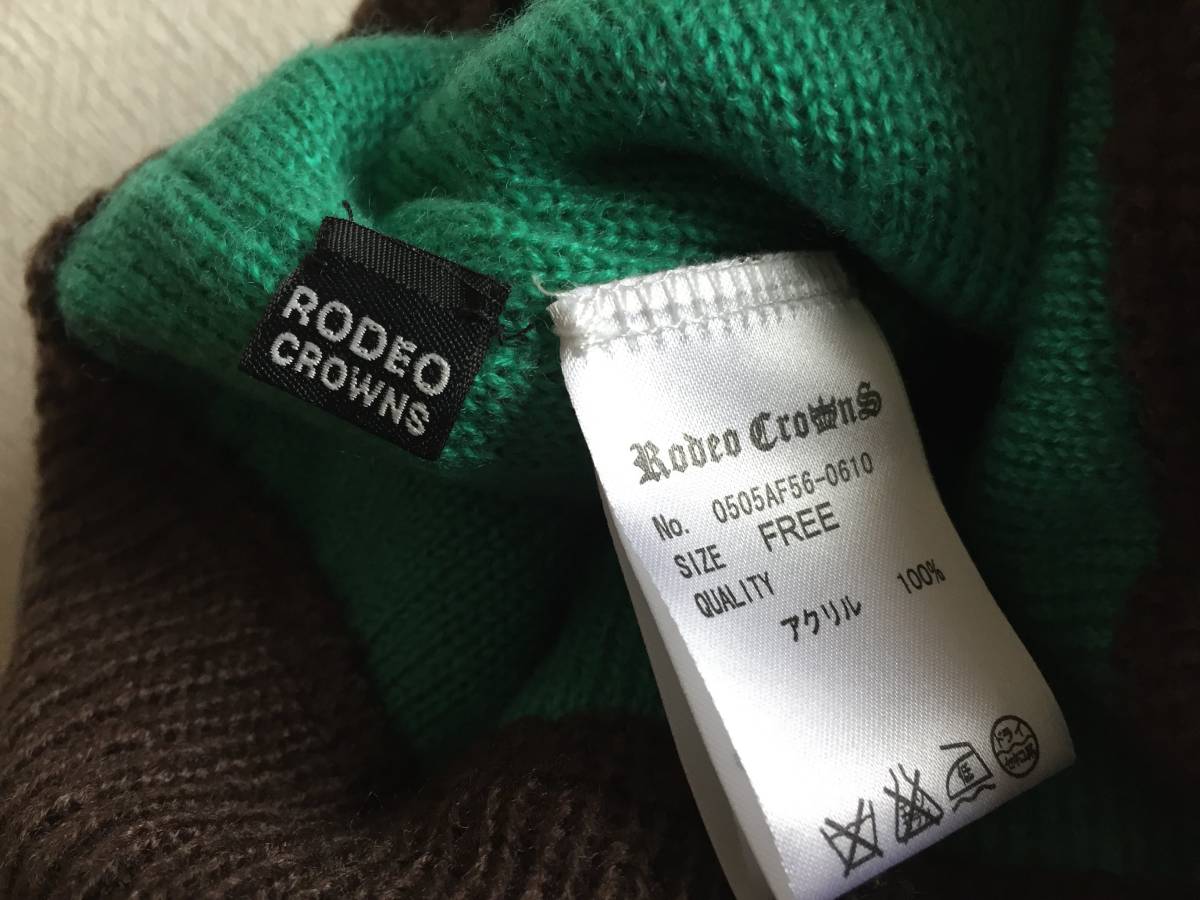 RODEO
CROWNS
Rodeo Crowns
No. 0505AF56-0610
SIZE FREE
QUALITY
アクリル 100%
ドライ